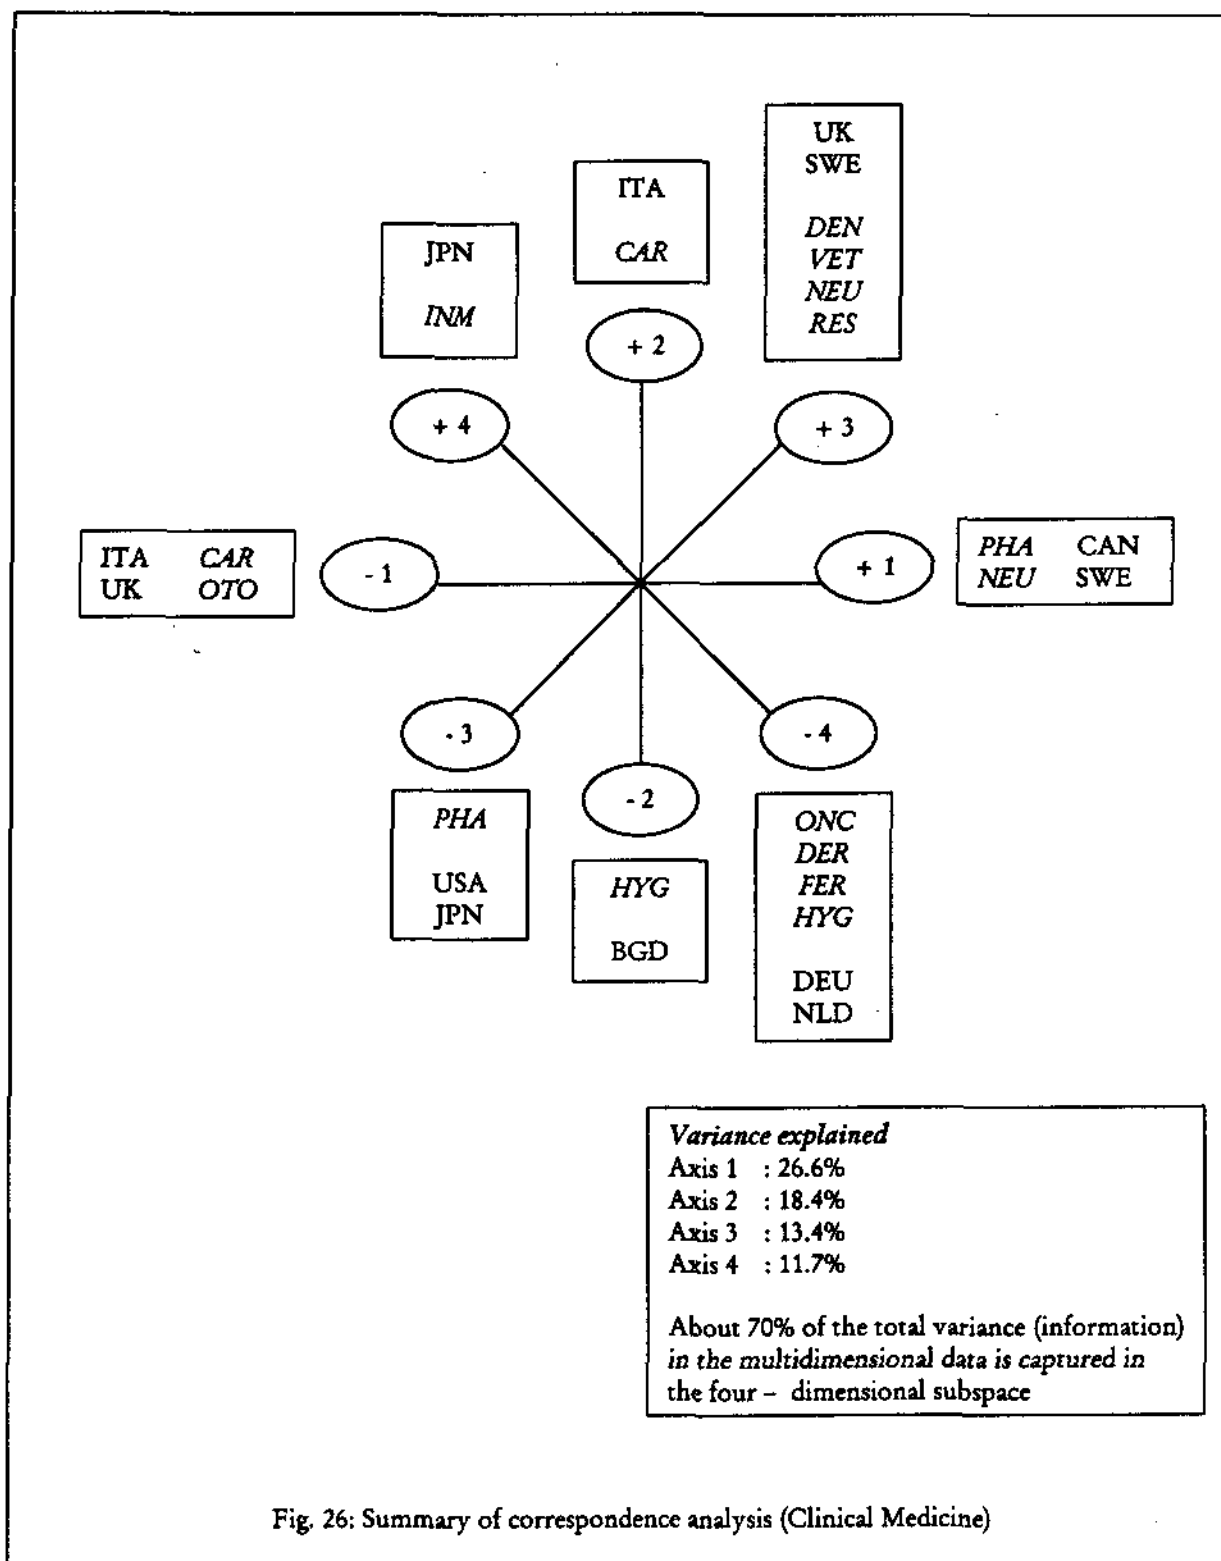 UK
SWE
DEN
VET
NEU
RES
ITA
CAR
JPN
INM
+ 2
+ 4
+ 3
ITA CAR
UK OTO
- 1
+ 1
PHA CAN
NEU SWE
- 3
- 2
- 4
PHA
USA
JPN
HYG
BGD
ONC
DER
FER
HYG
DEU
NLD
Variance explained
Axis 1 : 26.6%
Axis 2 : 18.4%
Axis 3 : 13.4%
Axis 4 : 11.7%
About 70% of the total variance (information)
in the multidimensional data is captured in
the four – dimensional subspace
Fig. 26: Summary of correspondence analysis (Clinical Medicine)